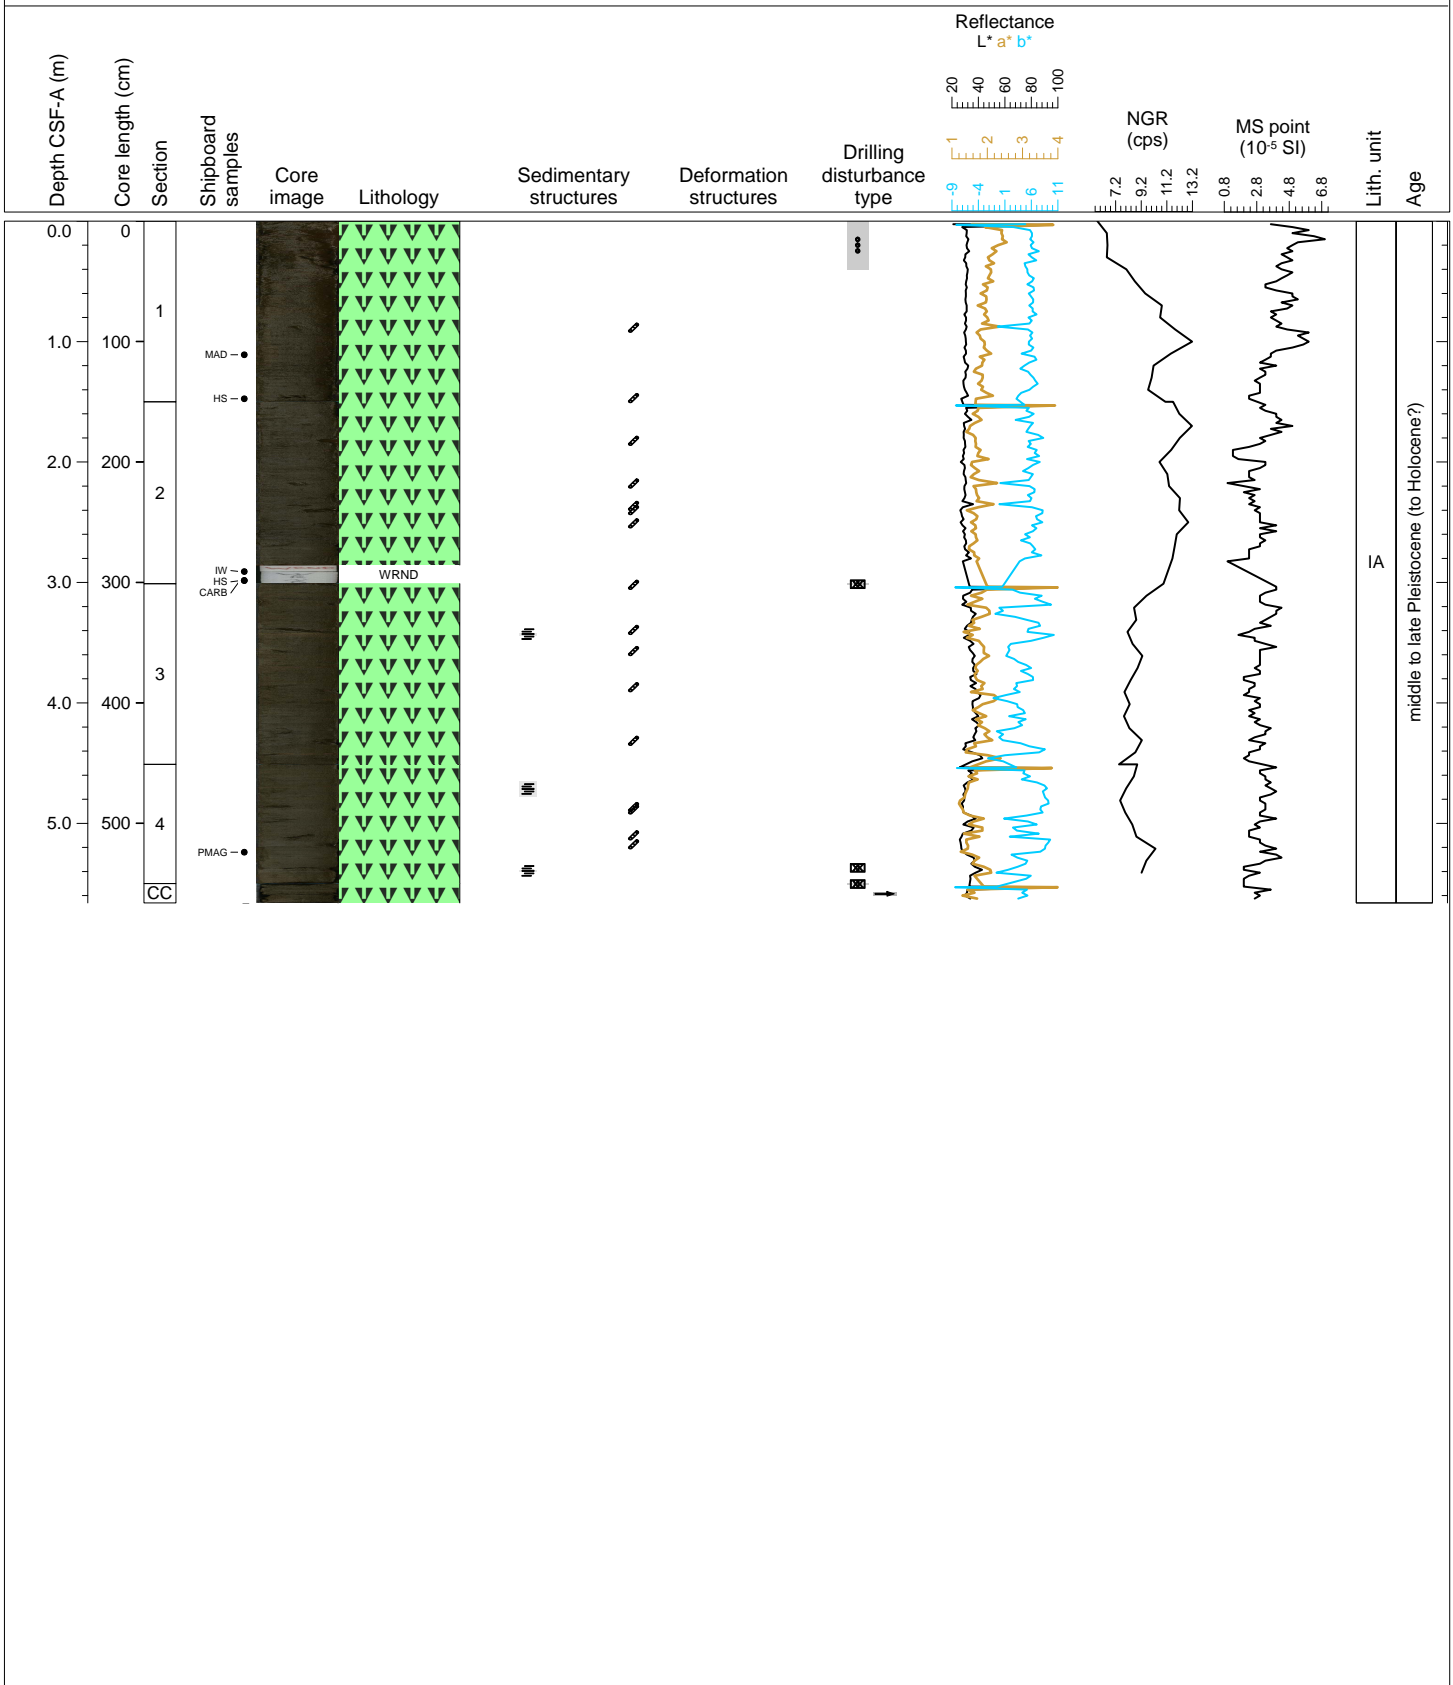 Depth CSF-A (m)
Core length (cm)
Section
Shipboard
samples
Core
image
Lithology
Sedimentary
structures
Deformation
structures
Drilling
disturbance
type
Reflectance
L* a* b*
20 40 60 80 100
1 2 3 4
-9 -4 1 6 11
NGR
(cps)
7.2 9.2 11.2 13.2
MS point
(10-5 SI)
0.8 2.8 4.8 6.8
Lith. unit
Age
0.0 0
1
1.0 100
MAD
HS
2.0 200
2
IW
WRND
3.0 300
HS
CARB
3
4.0 400
5.0 500
4
PMAG
CC
IA
middle to late Pleistocene (to Holocene?)